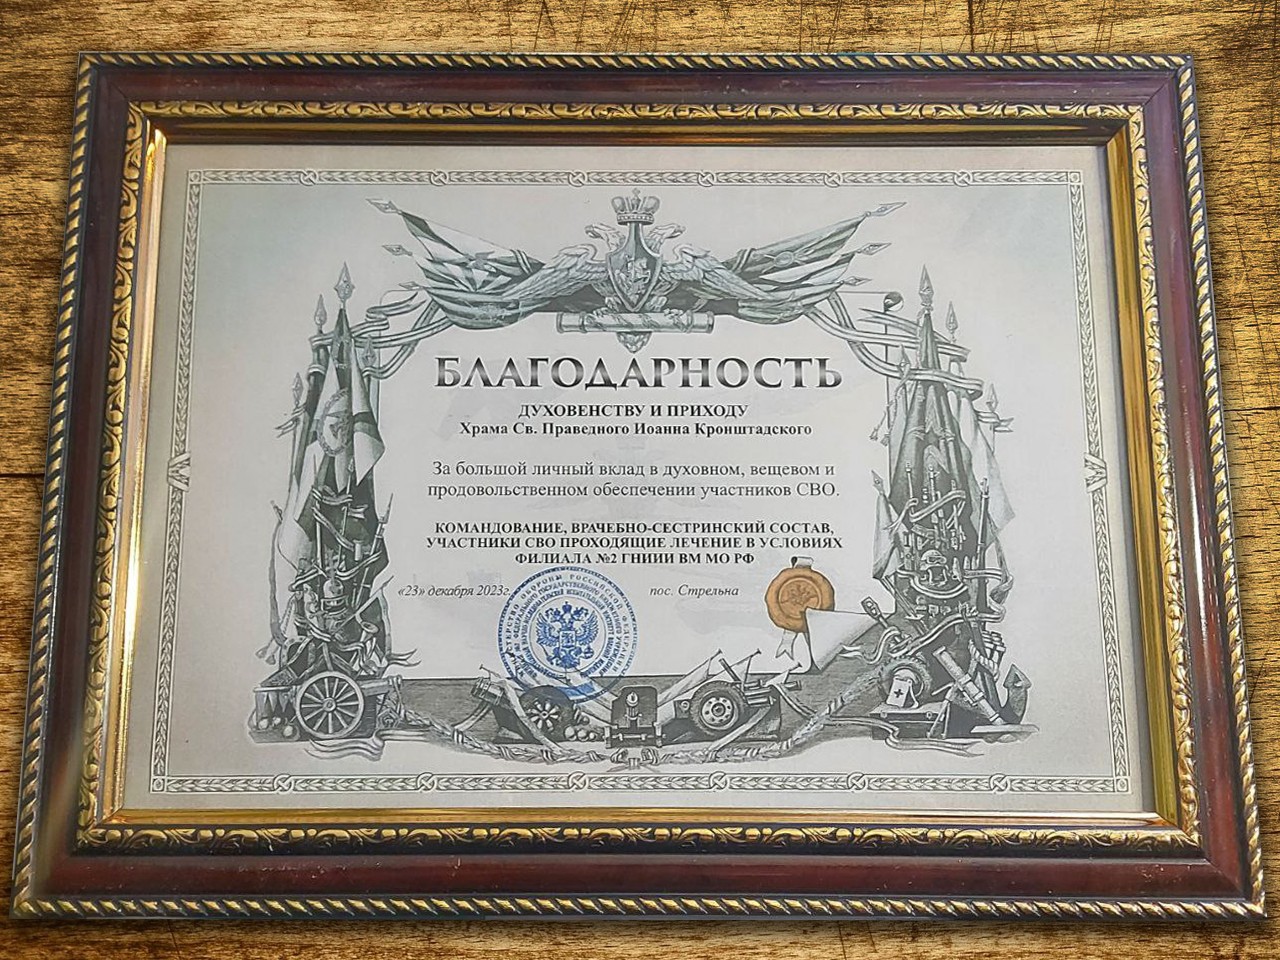 БЛАГОДАРНОСТЬ
ДУХОВЕНСТВУ И ПРИХОДУ
Храма Св. Праведного Иоанна Кронштадского
За большой личный вклад в духовном, вещевом и
продовольственном обеспечении участников СВО.
КОМАНДОВАНИЕ, ВРАЧЕБНО-СЕСТРИНСКИЙ СОСТАВ,
УЧАСТНИКИ СВО ПРОХОДЯЩИЕ ЛЕЧЕНИЕ В УСЛОВИЯХ
ФИЛИАЛА №2 ГНИИИ ВМ МО РФ
«23» декабря 2023г. пос. Стрельна